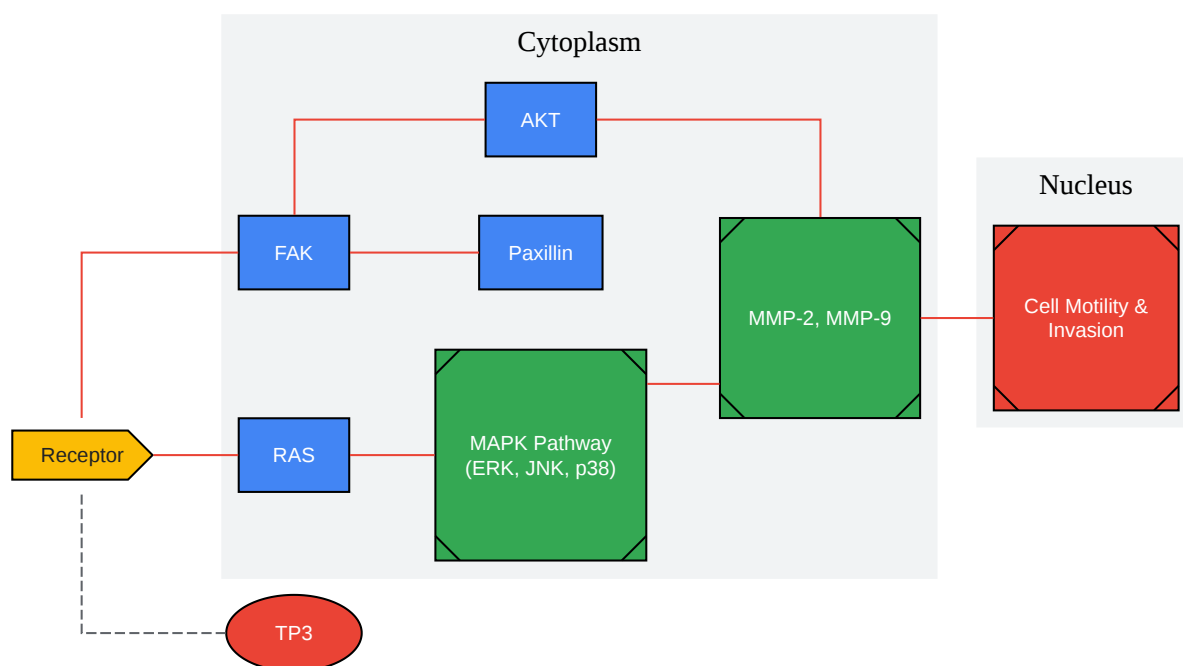 Cytoplasm
AKT
Nucleus
FAK
Paxillin
MMP-2, MMP-9
Cell Motility &
Invasion
Receptor
RAS
MAPK Pathway
(ERK, JNK, p38)
TP3